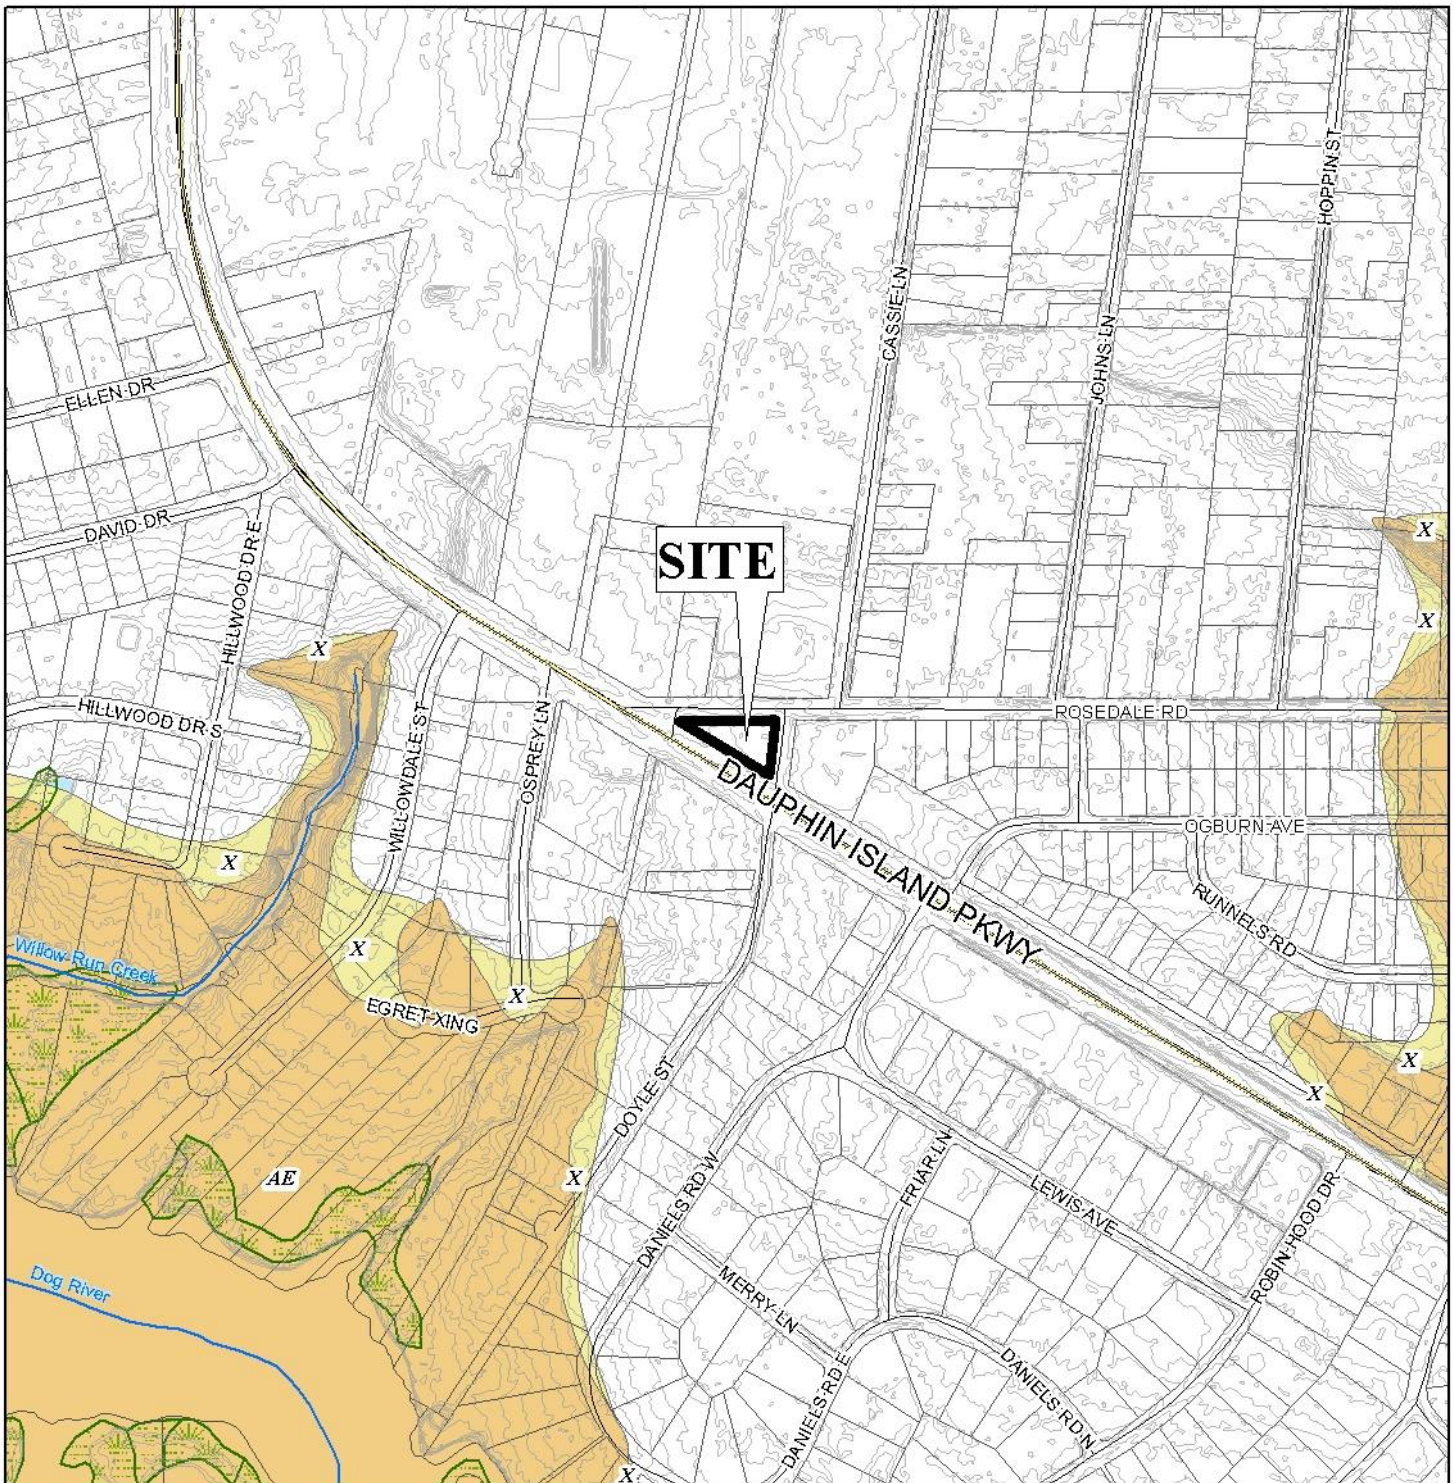 HOPPIN ST
CASSIE LN
JOHNS LN
ELLEN DR
DAVID DR
X
SITE
HILLWOOD DR E
X
X
HILLWOOD DR S
ROSEDALE RD
WILLOWDALE ST
OSPREY LN
DAUPHIN ISLAND PKWY
OGBURN AVE
X
RUNNELS RD
X
Willow Run Creek
X
EGRET XING
X
X
DOYLE ST
AE
X
DANIELS RD W
FRIAR LN
LEWIS AVE
ROBIN HOOD DR
Dog River
MERRY LN
DANIELS RD E
DANIELS RD N
X